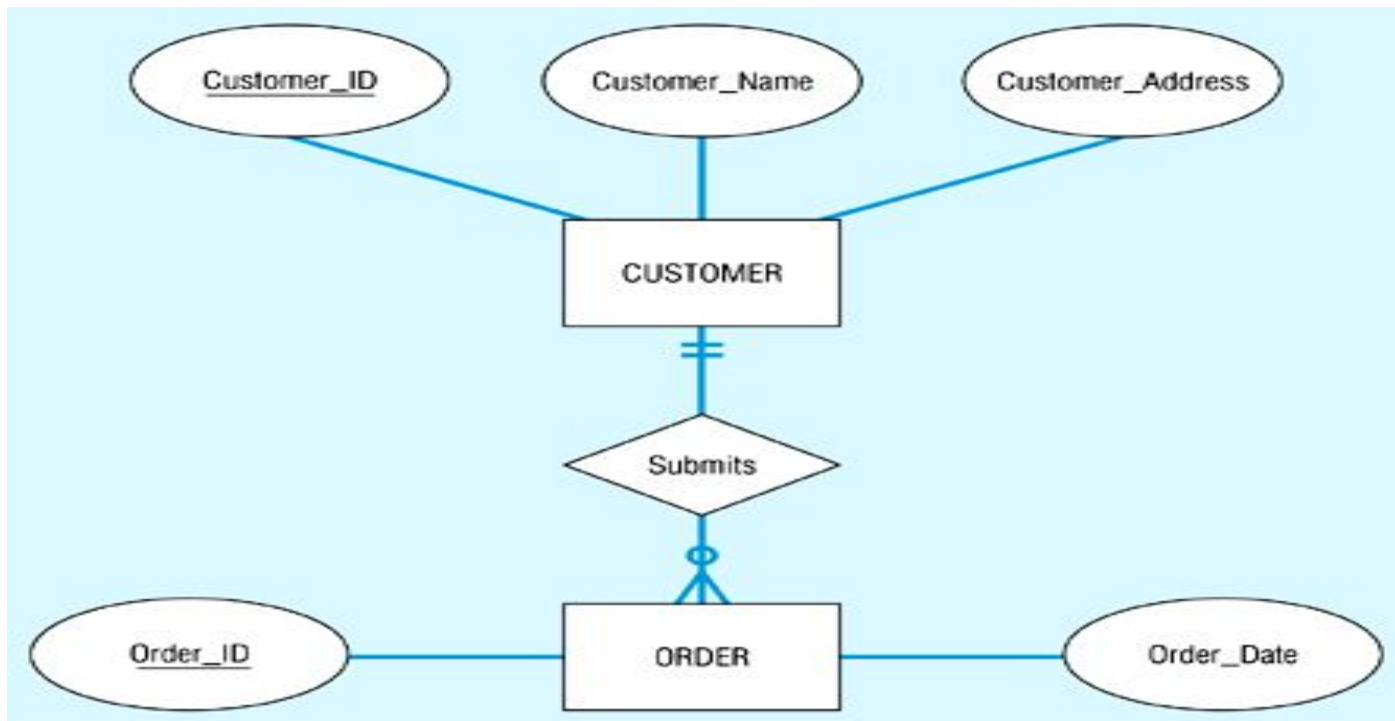 Customer_ID
Customer_Name
Customer_Address
CUSTOMER
Submits
Order_ID
ORDER
Order_Date